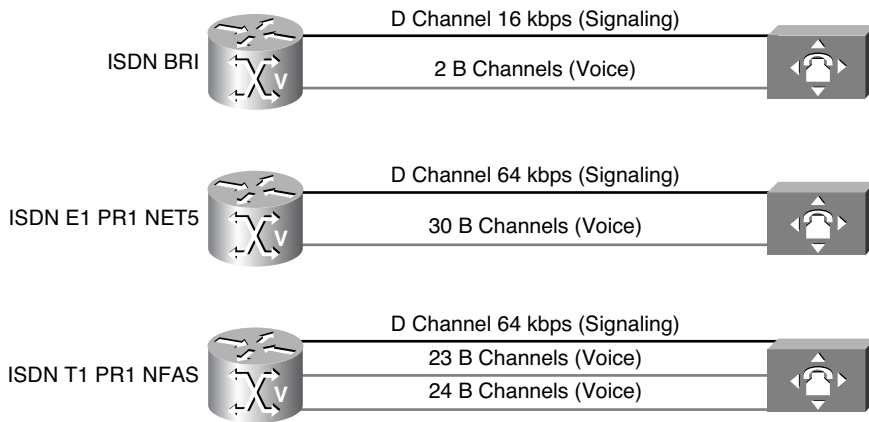 D Channel 16 kbps (Signaling)
ISDN BRI
2 B Channels (Voice)
V
D Channel 64 kbps (Signaling)
ISDN E1 PR1 NET5
30 B Channels (Voice)
V
D Channel 64 kbps (Signaling)
23 B Channels (Voice)
ISDN T1 PR1 NFAS
24 B Channels (Voice)
V